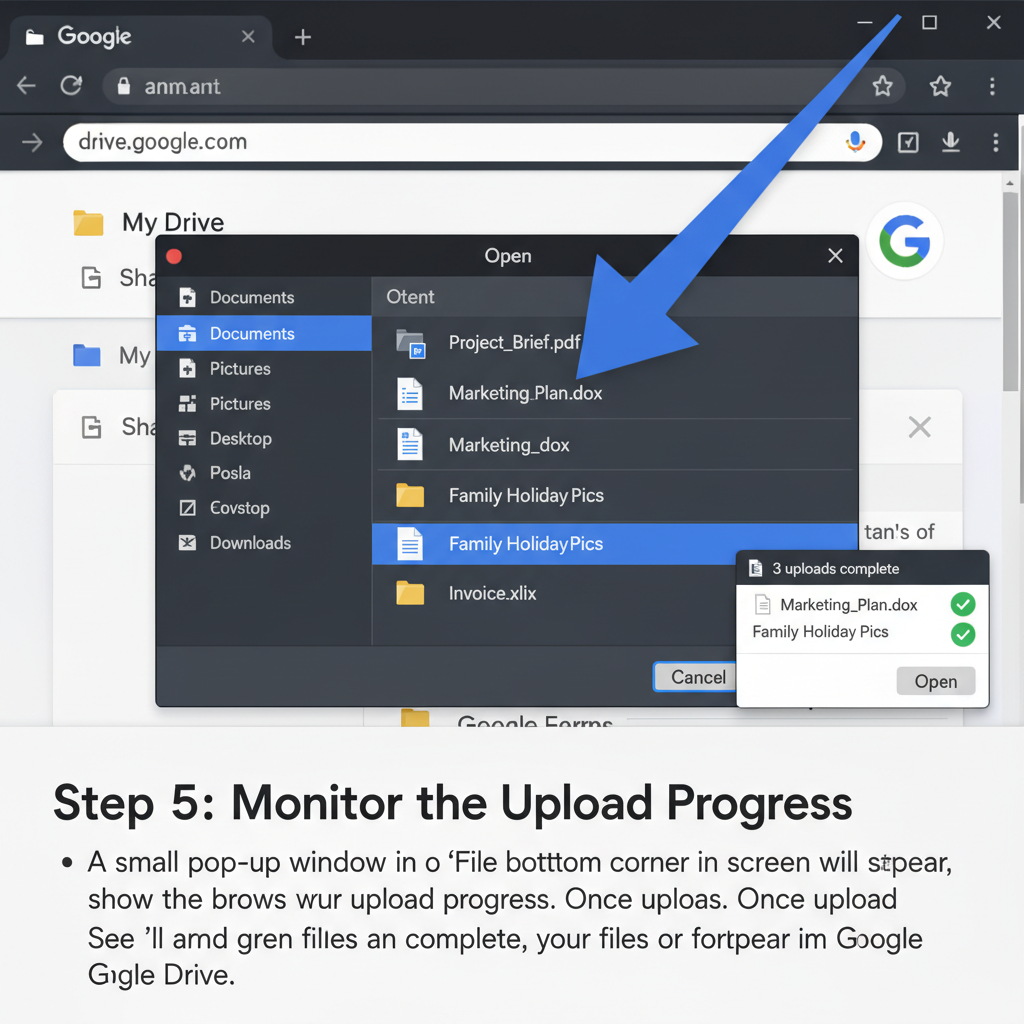 Google
anm.ant
drive.google.com
My Drive
Sha
My
Sha
Open
Documents
Documents
Pictures
Pictures
Desktop
Posla
Covstop
Downloads
Otent
Project_Brief.pdf
Marketing_Plan.dox
Marketing_dox
Family Holiday Pics
Family Holiday Pics
Invoice.xlix
Cancel
tan's of
3 uploads complete
Marketing_Plan.dox
Family Holiday Pics
Open
Google Forms
Step 5: Monitor the Upload Progress
• A small pop-up window in o ‘File botttom corner in screen will
show the brows wur upload progress. Once uploas. Once upload
See ’ll amd gren files an complete, your files or fortpear im Google
Drive.